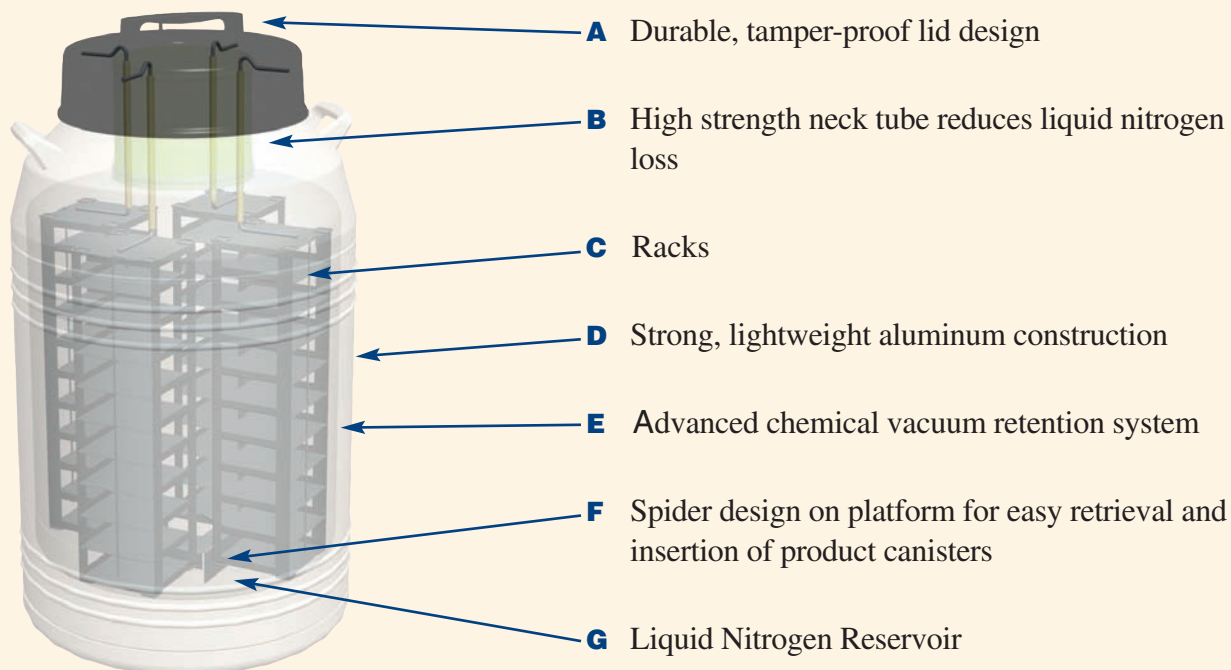 A Durable, tamper-proof lid design
B High strength neck tube reduces liquid nitrogen
loss
C Racks
D Strong, lightweight aluminum construction
E Advanced chemical vacuum retention system
F Spider design on platform for easy retrieval and
insertion of product canisters
G Liquid Nitrogen Reservoir